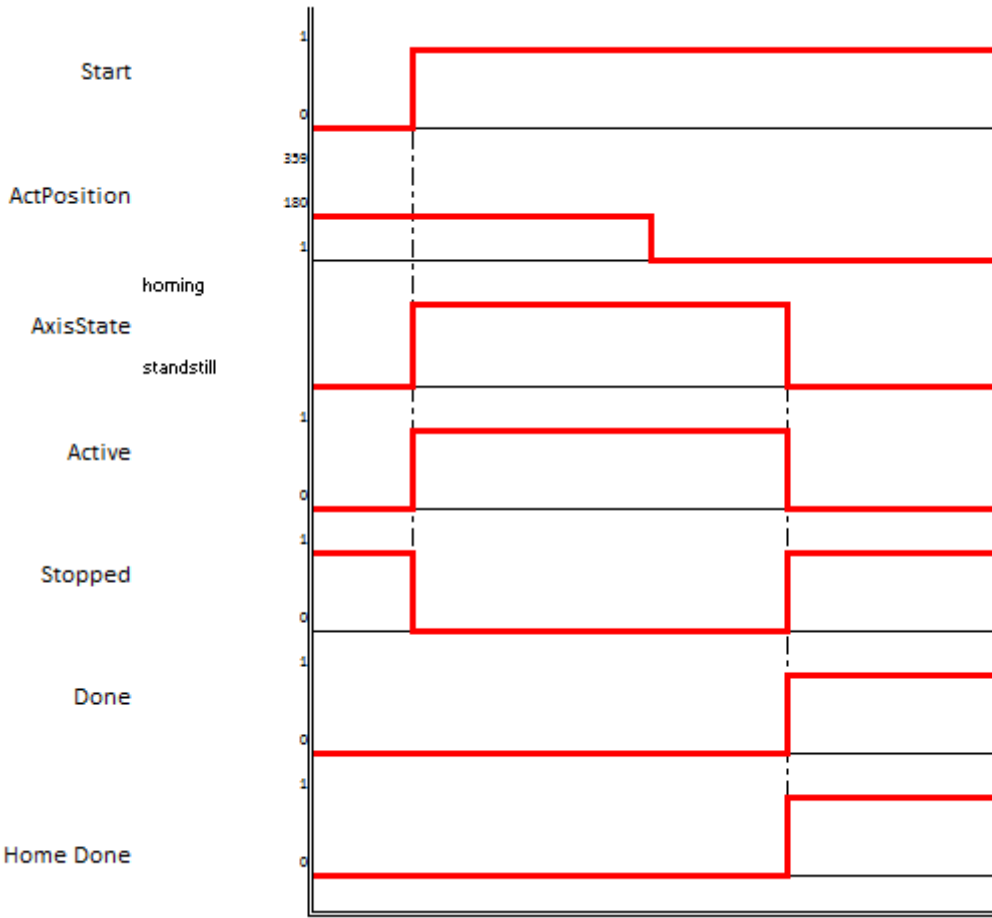 1
Start
0
359
ActPosition
180
1
homing
AxisState
standstill
1
Active
0
1
Stopped
0
1
Done
0
1
Home Done
0